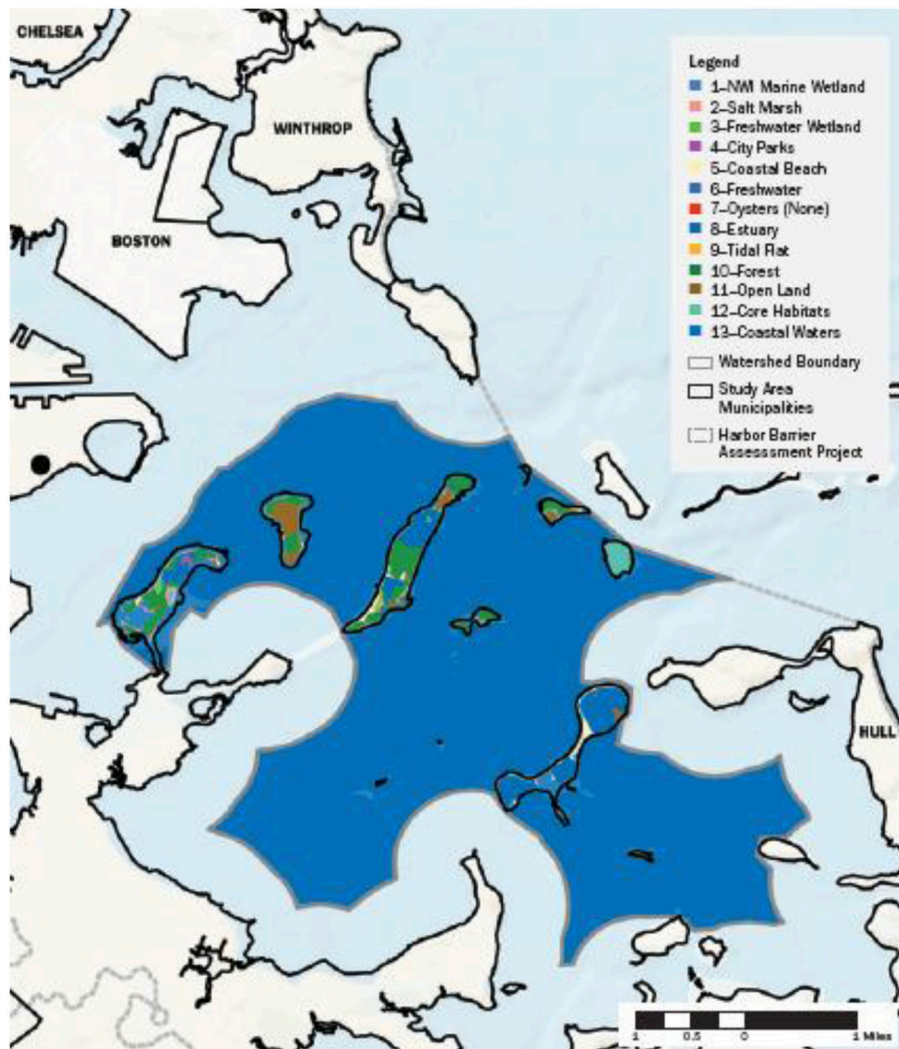 CHELSEA
WINTHROP
BOSTON
HULL
Legend
1–NWI Marine Wetland
2–Salt Marsh
3–Freshwater Wetland
4–City Parks
5–Coastal Beach
6–Freshwater
7–Oysters (None)
8–Estuary
9–Tidal Flat
10–Forest
11–Open Land
12–Core Habitats
13–Coastal Waters
Watershed Boundary
Study Area
Municipalities
Harbor Barrier
Assesssment Project
1 0.5 0 1 Miles